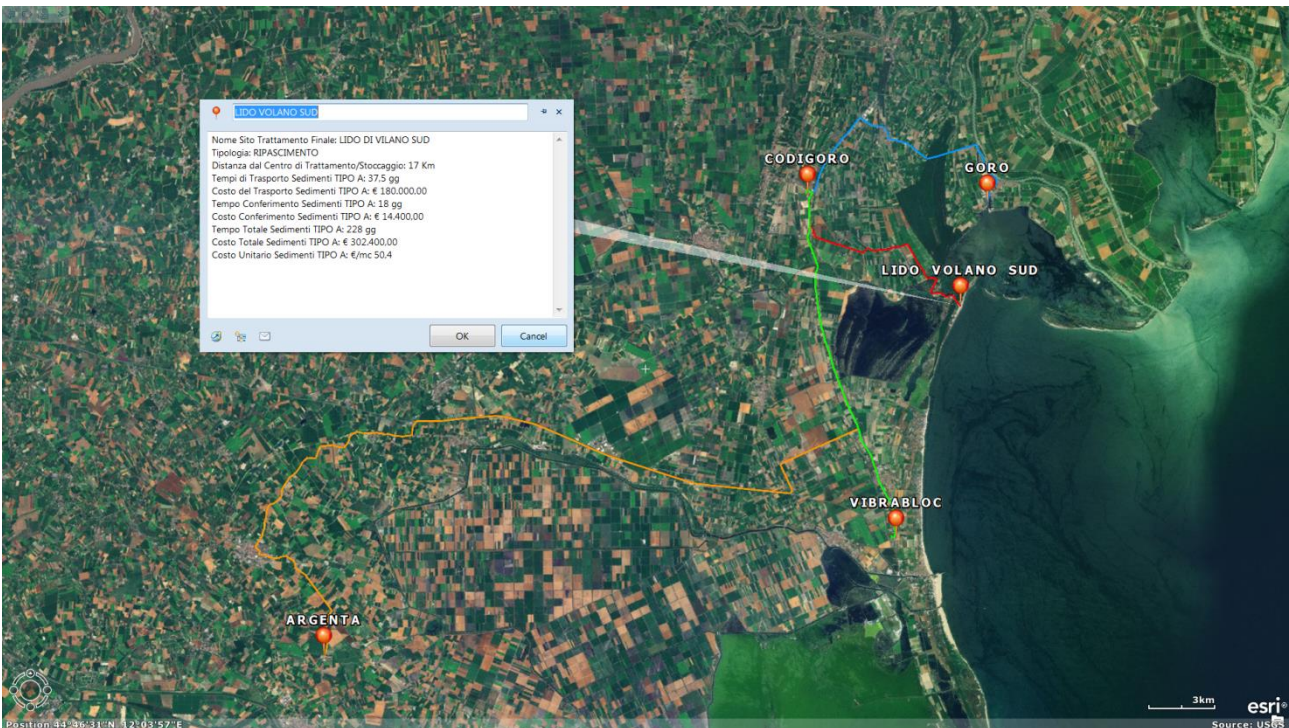 LIDO VOLANO SUD
Nome Sito Trattamento Finale: LIDO DI VILANO SUD
Tipologia: RIPASCIMENTO
Distanza dal Centro di Trattamento/Stoccaggio: 17 Km
Tempi di Trasporto Sedimenti TIPO A: 37.5 gg
Costo del Trasporto Sedimenti TIPO A: € 180.000,00
Tempo Conferimento Sedimenti TIPO A: 18 gg
Costo Conferimento Sedimenti TIPO A: € 14.400,00
Tempo Totale Sedimenti TIPO A: 228 gg
Costo Totale Sedimenti TIPO A: € 302.400,00
Costo Unitario Sedimenti TIPO A: €/mc 50,4
OK
Cancel
CODIGORO
GORO
LIDO VOLANO SUD
VIBRABLOC
ARGENTA
3km
esri
Position 44°46'31"N 12°03'57"E
Source: USGS